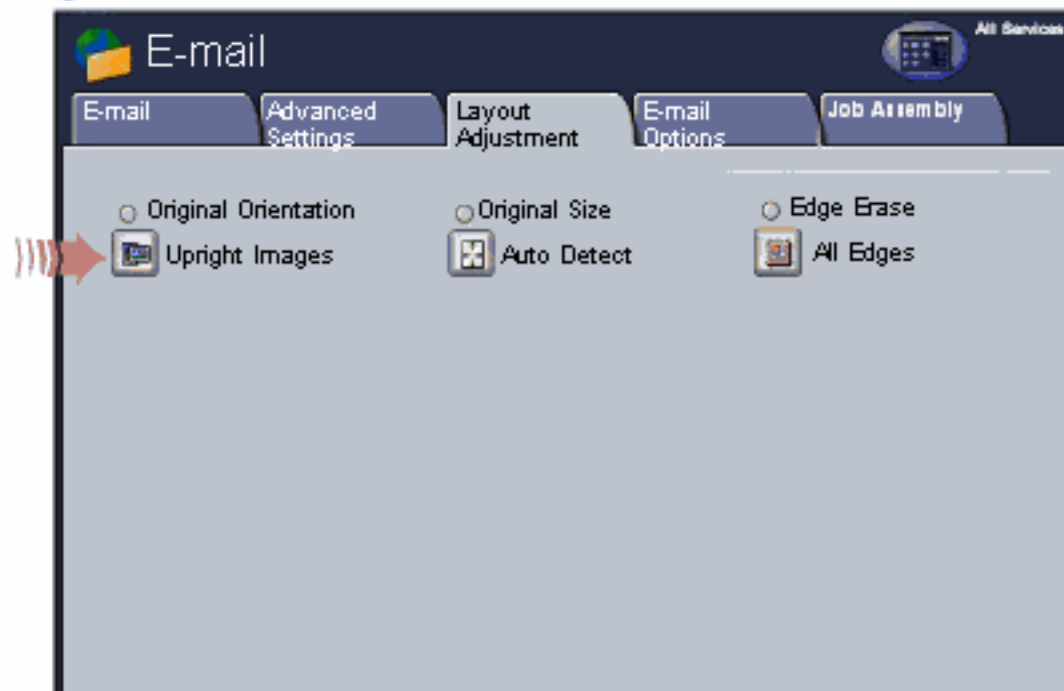 E-mail
All Services
E-mail
Advanced
Settings
Layout
Adjustment
E-mail
Options
Job Assembly
Original Orientation
Original Size
Edge Erase
Upright Images
Auto Detect
All Edges